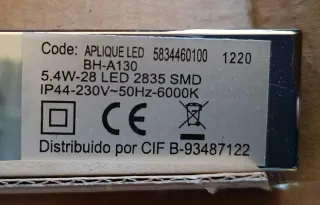 Code: APLIQUE LED 5834460100 1220
BH-A130
5.4W-28 LED 2835 SMD
IP44-230V~50Hz-6000K
CE
Distribuido por CIF B-93487122